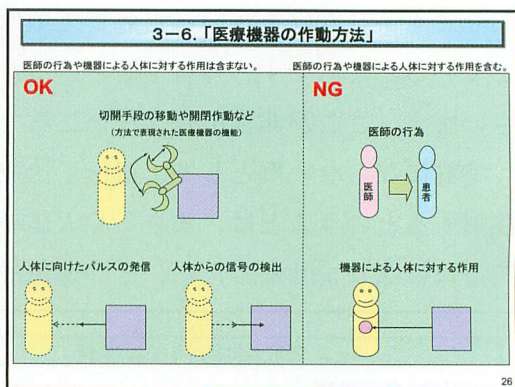 3－6.「医療機器の作動方法」
医師の行為や機器による人体に対する作用は含まない。
OK
切開手段の移動や開閉作動など
(方法で表現された医療機器の機能)
人体に向けたパルスの発信
人体からの信号の検出
医師の行為や機器による人体に対する作用を含む。
NG
医師の行為
医師
患者
機器による人体に対する作用
26